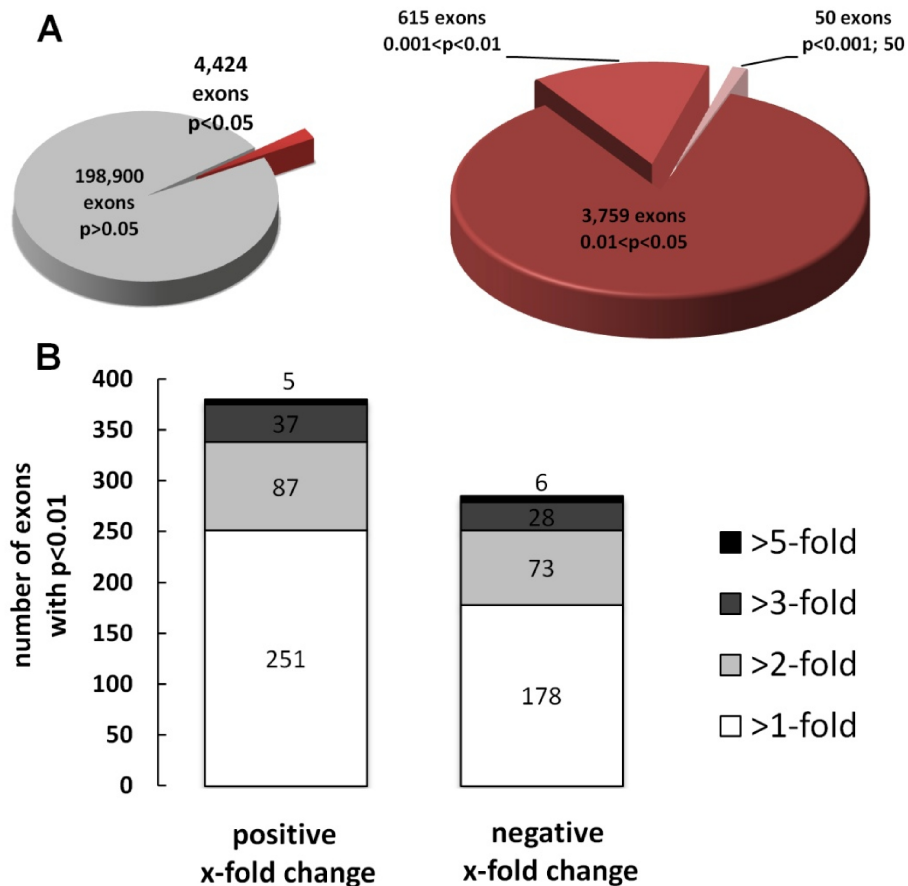 A
4,424
exons
p<0.05
198,900
exons
p>0.05
615 exons
0.001<p<0.01
50 exons
p<0.001; 50
3,759 exons
0.01<p<0.05
B
number of exons
with p<0.01
400
350
300
250
200
150
100
50
0
5
37
87
251
6
28
73
178
positive
x-fold change
negative
x-fold change
>5-fold
>3-fold
>2-fold
>1-fold